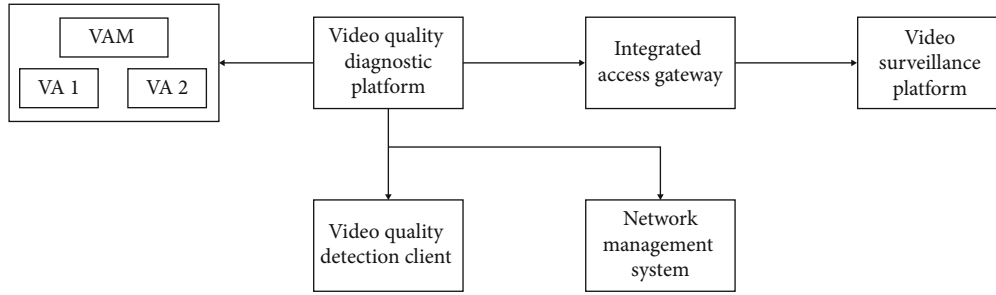 VAM
VA 1
VA 2
Video quality
diagnostic
platform
Integrated
access gateway
Video
surveillance
platform
Video quality
detection client
Network
management
system